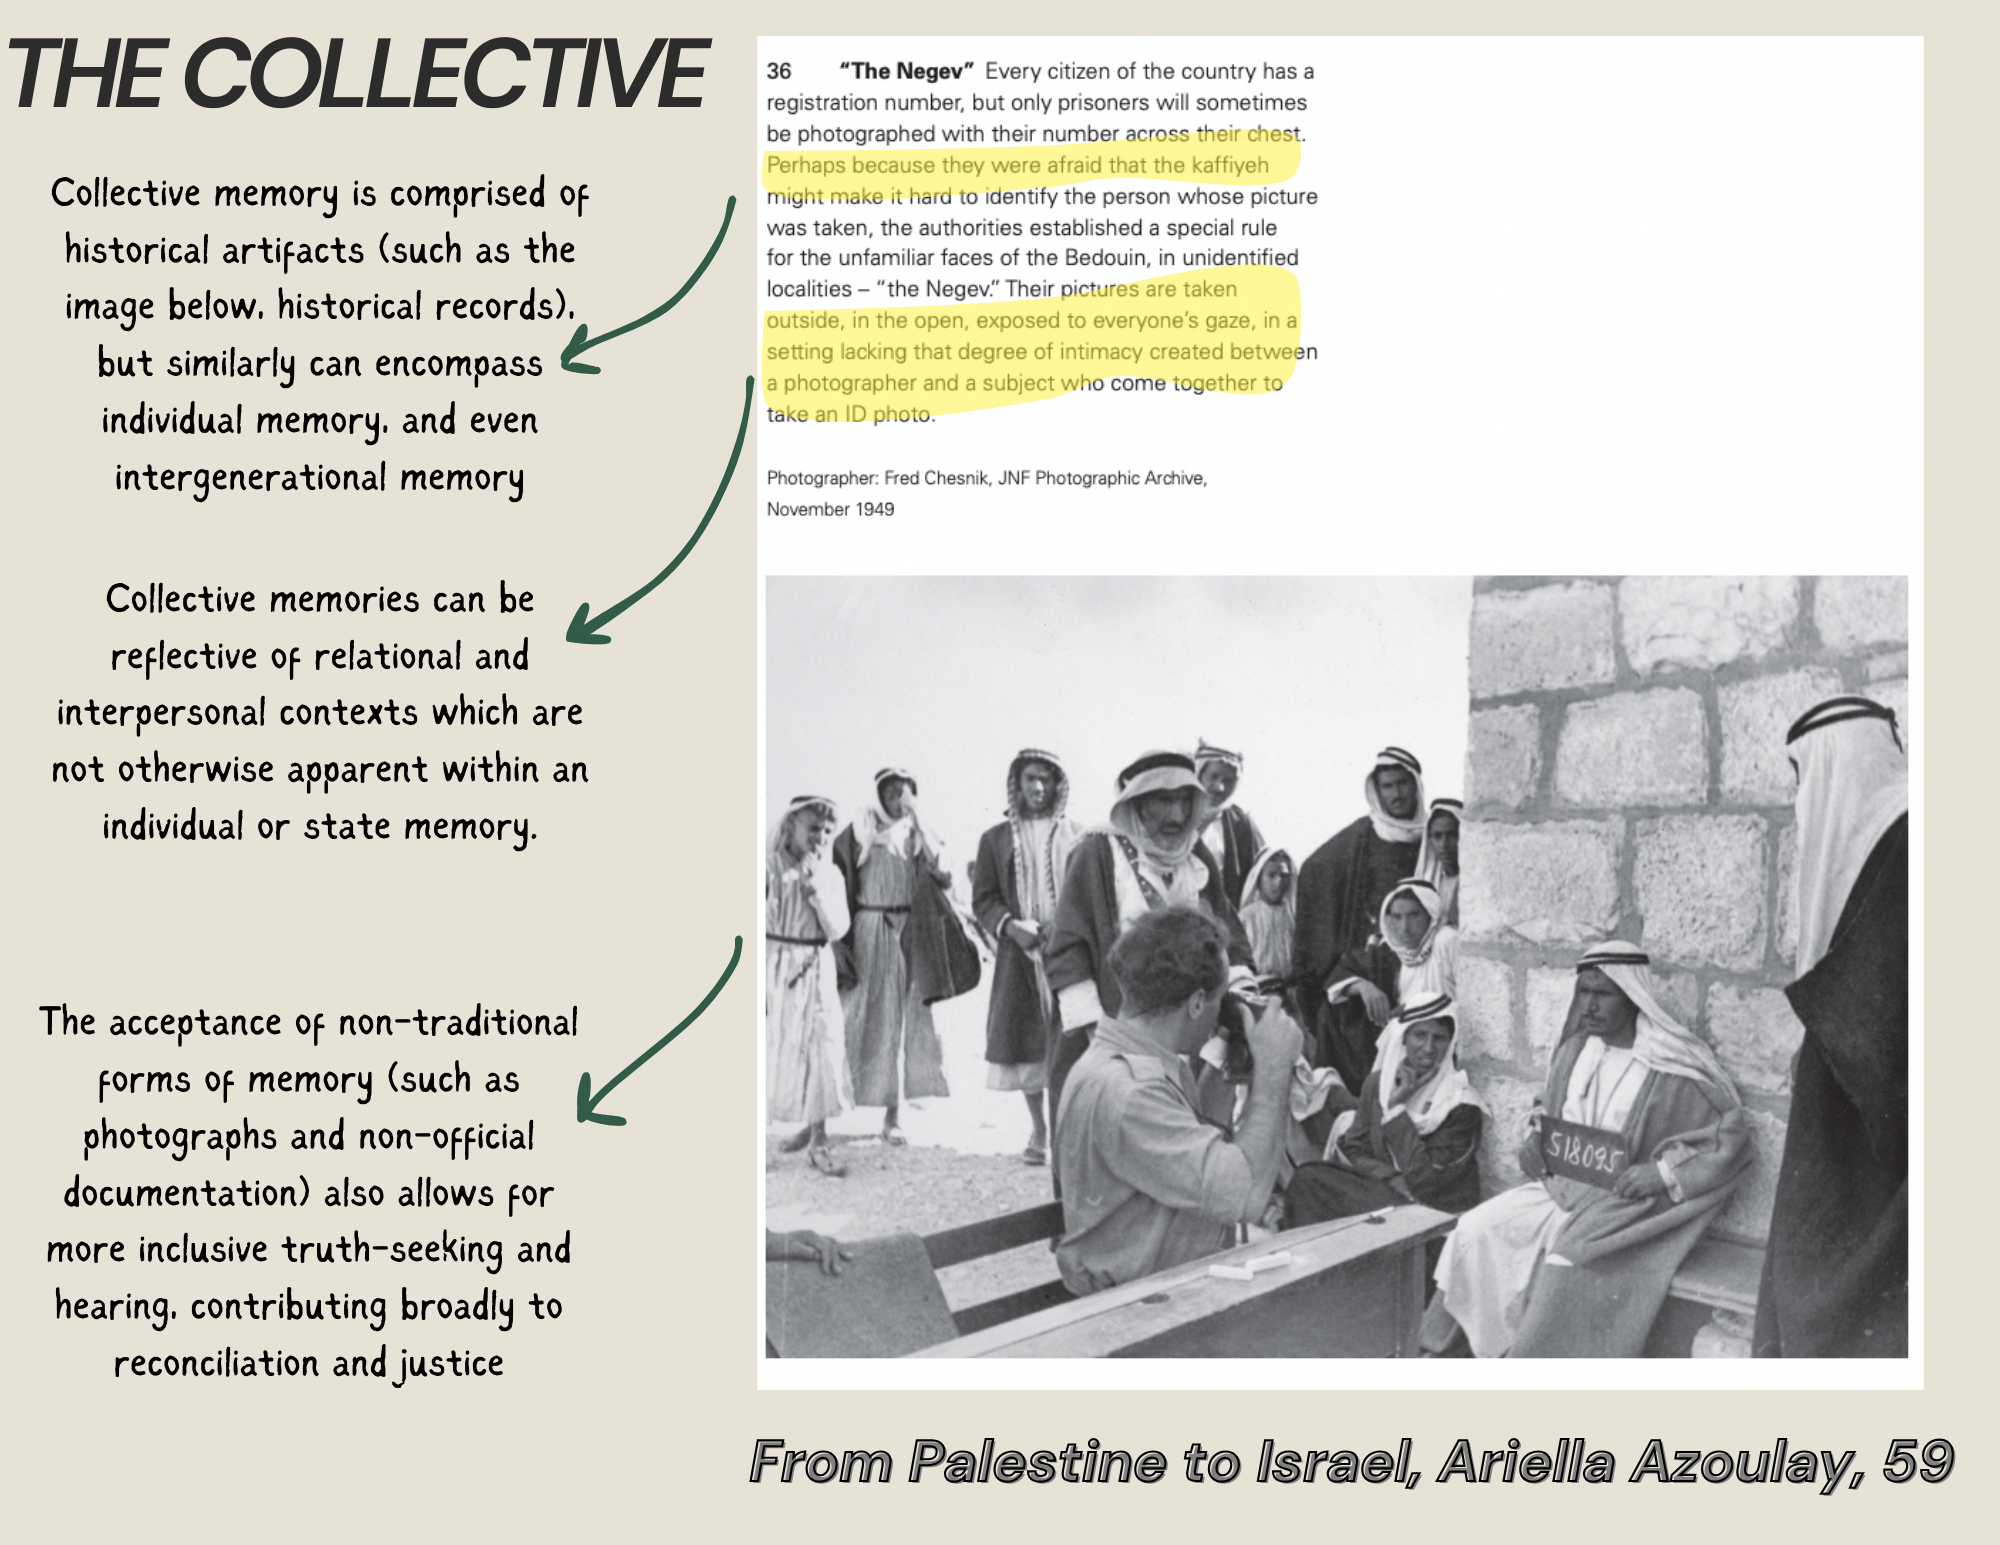 THE COLLECTIVE
Collective memory is comprised of
historical artifacts (such as the
image below, historical records),
but similarly can encompass
individual memory, and even
intergenerational memory
Collective memories can be
reflective of relational and
interpersonal contexts which are
not otherwise apparent within an
individual or state memory.
The acceptance of non-traditional
forms of memory (such as
photographs and non-official
documentation) also allows for
more inclusive truth-seeking and
hearing, contributing broadly to
reconciliation and justice
36 “The Negev” Every citizen of the country has a
registration number, but only prisoners will sometimes
be photographed with their number across their chest.
Perhaps because they were afraid that the kaffiyeh
might make it hard to identify the person whose picture
was taken, the authorities established a special rule
for the unfamiliar faces of the Bedouin, in unidentified
localities – “the Negev.” Their pictures are taken
outside, in the open, exposed to everyone’s gaze, in a
setting lacking that degree of intimacy created between
a photographer and a subject who come together to
take an ID photo.
Photographer: Fred Chesnik, JNF Photographic Archive,
November 1949
518095
From Palestine to Israel, Ariella Azoulay, 59